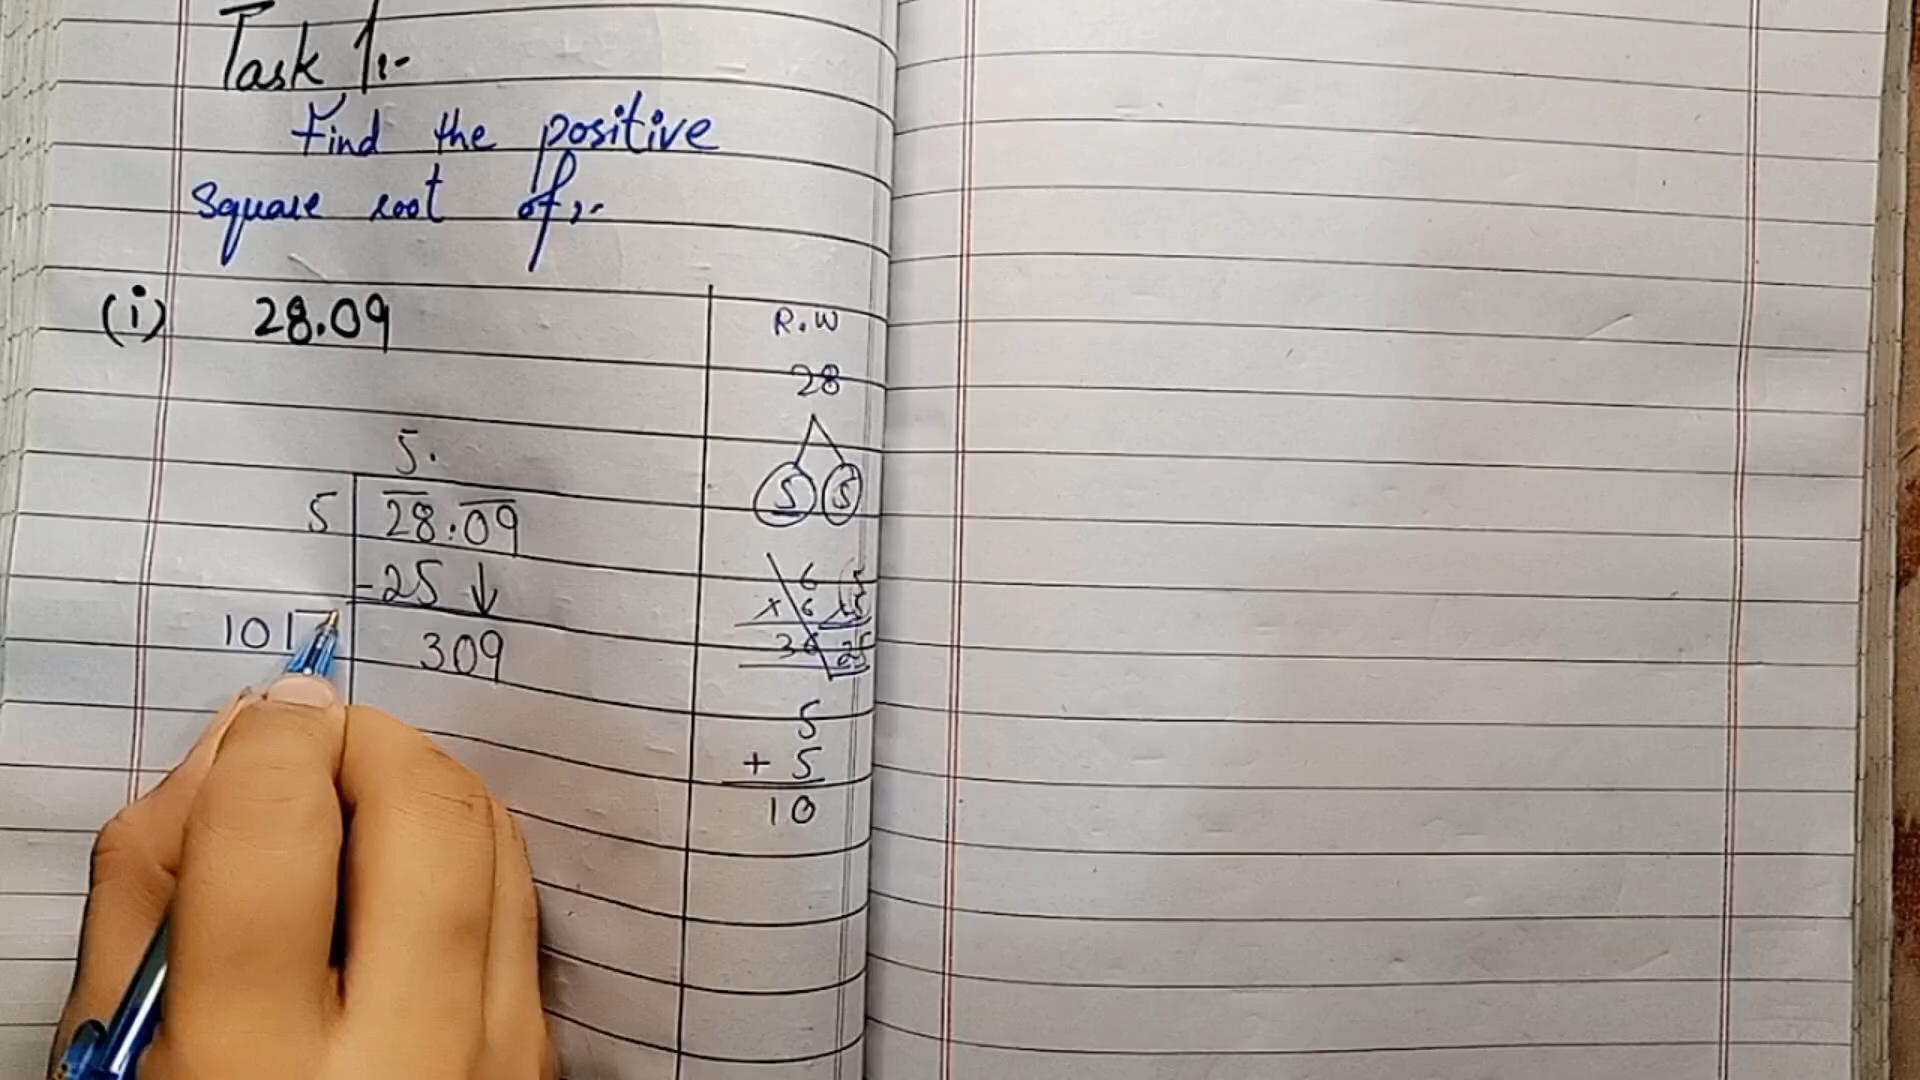 Task 1:-
Find the positive
Square root of:-
(i) 28.09
R.W
28
5 5
5.
5 28.09
-25 ↓
10 309
6 5
× 6 ×5
36 25
5
+ 5
10